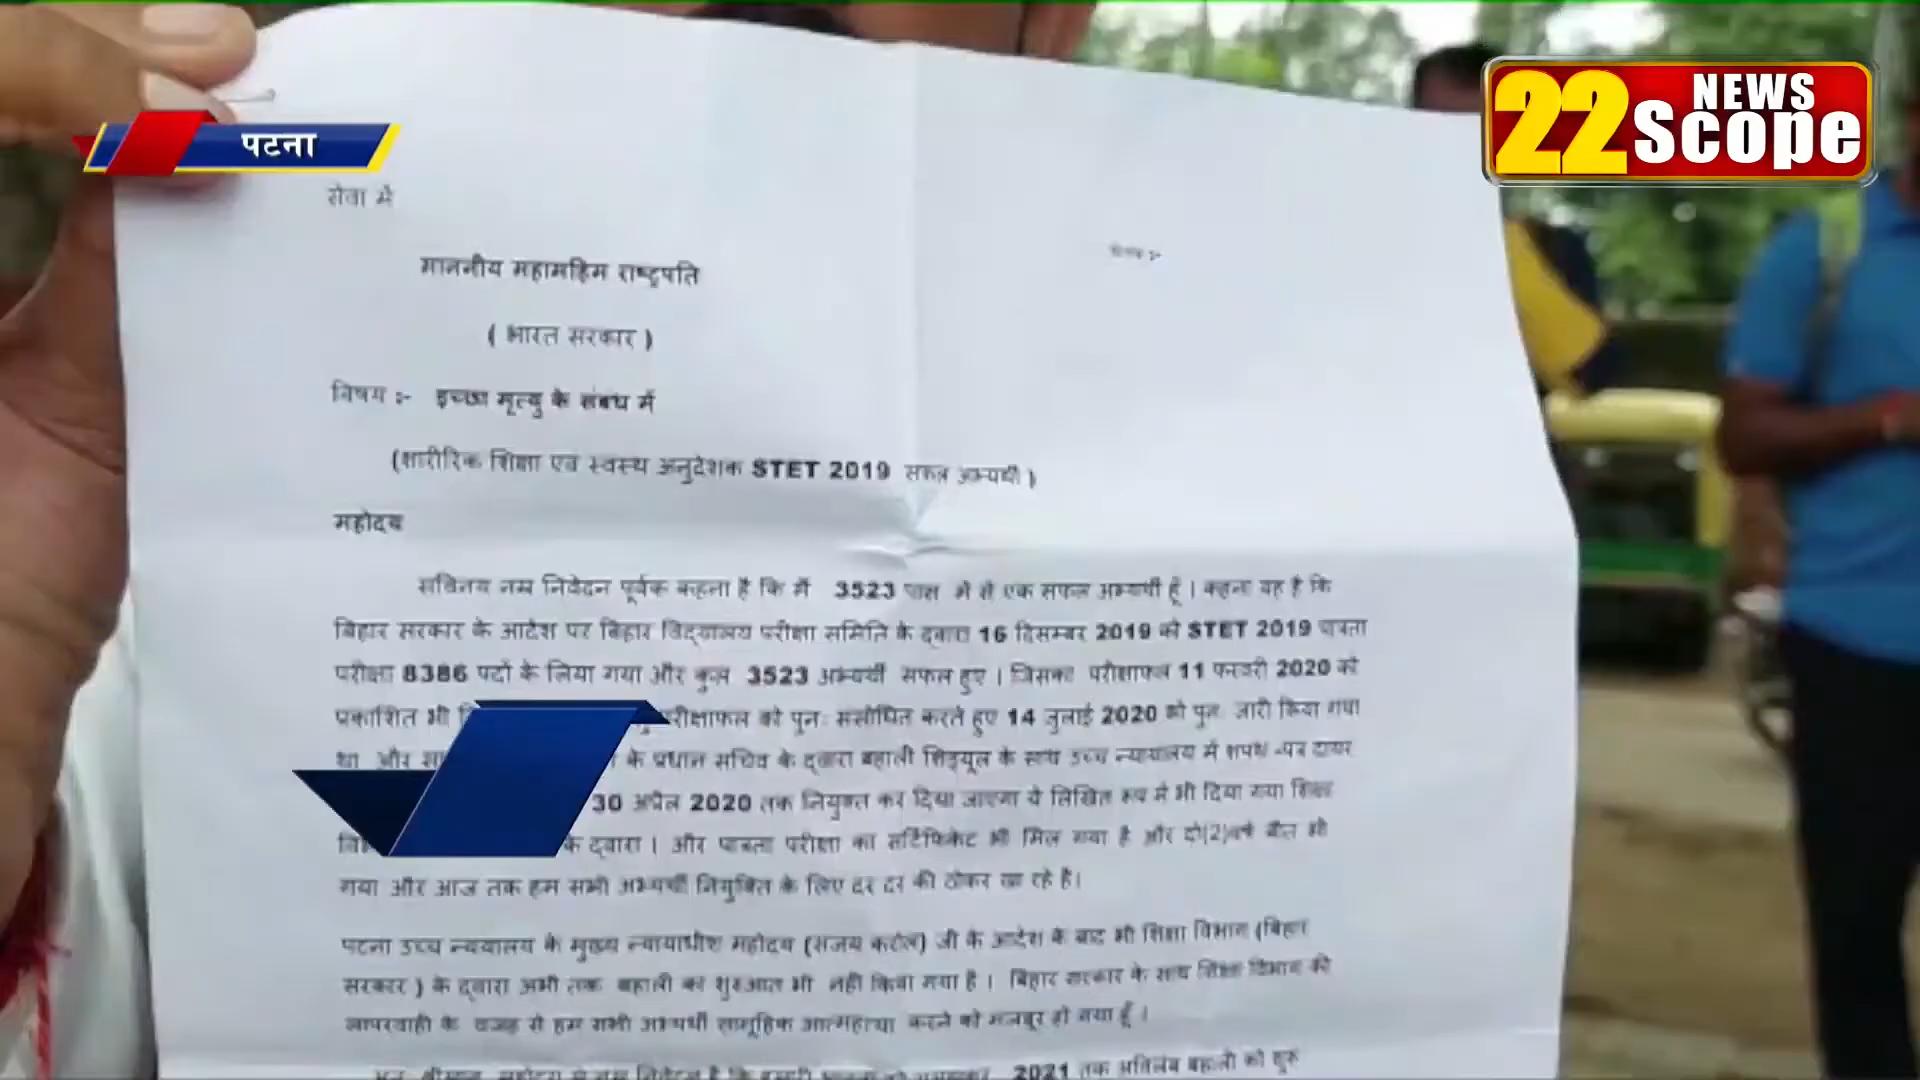 पटना
22 NEWS Scope
सेवा में
माननीय महामहिम राष्ट्रपति
( भारत सरकार )
विषय :- इच्छा मृत्यु के संबंध में
(शारीरिक शिक्षा एवं स्वस्थ अनुदेशक STET 2019 सफल अभ्यर्थी )
महोदय
सविनय नम्र निवेदन पूर्वक कहना है कि मैं 3523 पास में से एक सफल अभ्यर्थी हूँ । कहना यह है कि
बिहार सरकार के आदेश पर बिहार विद्यालय परीक्षा समिति के द्वारा 16 दिसम्बर 2019 को STET 2019 पात्रता
परीक्षा 8386 पदों के लिया गया और कुल 3523 अभ्यर्थी सफल हुए । जिसका परीक्षाफल 11 फरवरी 2020 को
प्रकाशित भी रीक्षाफल को पुनः संसोधित करते हुए 14 जुलाई 2020 को पुनः जारी किया गया
था और के प्रधान सचिव के द्वारा बहाली शिड्यूल के साथ उच्च न्यायालय में शपथ -पत्र दायर
30 अप्रैल 2020 तक नियुक्त कर दिया जाएगा ये लिखित रूप में भी दिया गया शिक्षा
के द्वारा । और पात्रता परीक्षा का सर्टिफिकेट भी मिल गया है और दो(2)वर्ष बीत भी
गया और आज तक हम सभी अभ्यर्थी नियुक्ति के लिए दर दर की ठोकर खा रहे है।
पटना उच्च न्ययालय के मुख्य न्यायाधीश महोदय (संजय करोल) जी के आदेश के बाद भी शिक्षा विभाग (बिहार
सरकार ) के द्वारा अभी तक बहाली का शुरुआत भी नहीं किया गया है । बिहार सरकार के साथ शिक्षा विभाग की
लापरवाही के वजह से हम सभी अभ्यर्थी सामूहिक आत्महत्या करने को मजबूर हो गया हूँ ।
2021 तक अविलंब बहाली को शुरू